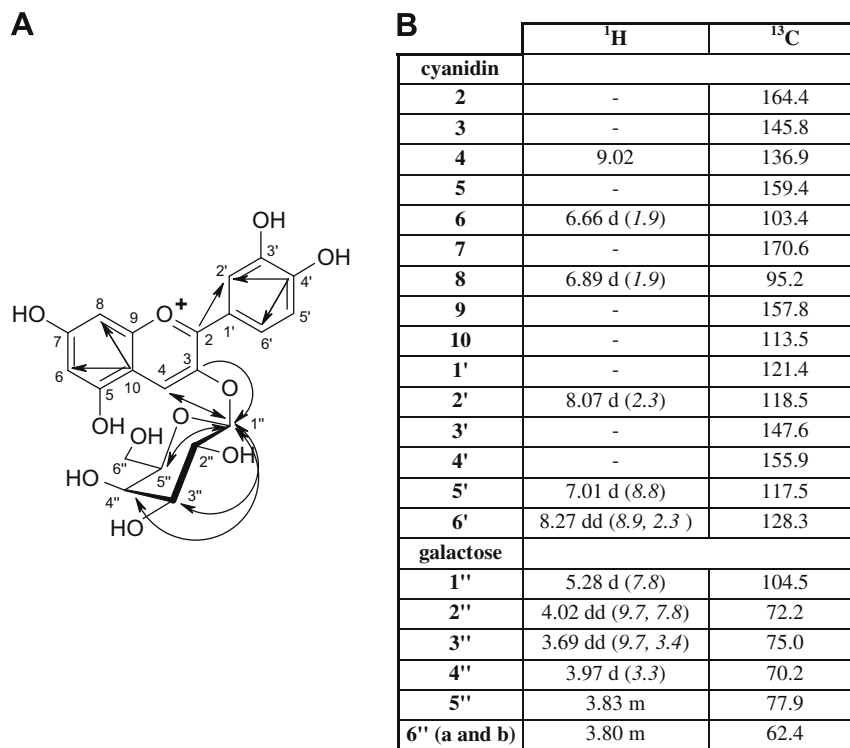 A
OH
OH
3'
2'
4'
8
+
HO
9
O
1'
5'
7
2
6'
6
4
3
10
5
O
OH
O
1''
OH
HO
2''
OH
6''
HO
5''
4''
3''
HO
B
1H 13C
cyanidin
2 - 164.4
3 - 145.8
4 9.02 136.9
5 - 159.4
6 6.66 d (1.9) 103.4
7 - 170.6
8 6.89 d (1.9) 95.2
9 - 157.8
10 - 113.5
1' - 121.4
2' 8.07 d (2.3) 118.5
3' - 147.6
4' - 155.9
5' 7.01 d (8.8) 117.5
6' 8.27 dd (8.9, 2.3 ) 128.3
galactose
1'' 5.28 d (7.8) 104.5
2'' 4.02 dd (9.7, 7.8) 72.2
3'' 3.69 dd (9.7, 3.4) 75.0
4'' 3.97 d (3.3) 70.2
5'' 3.83 m 77.9
6'' (a and b) 3.80 m 62.4